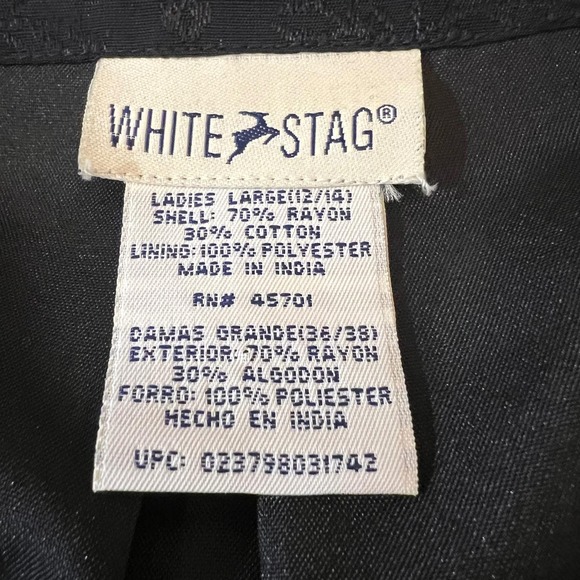 WHITE STAG®
LADIES LARGE(12/14)
SHELL: 70% RAYON
30% COTTON
LINING: 100% POLYESTER
MADE IN INDIA
RN# 45701
DAMAS GRANDE(36/38)
EXTERIOR: 70% RAYON
30% ALGODON
FORRO: 100% POLIESTER
HECHO EN INDIA
UPC: 023798031742